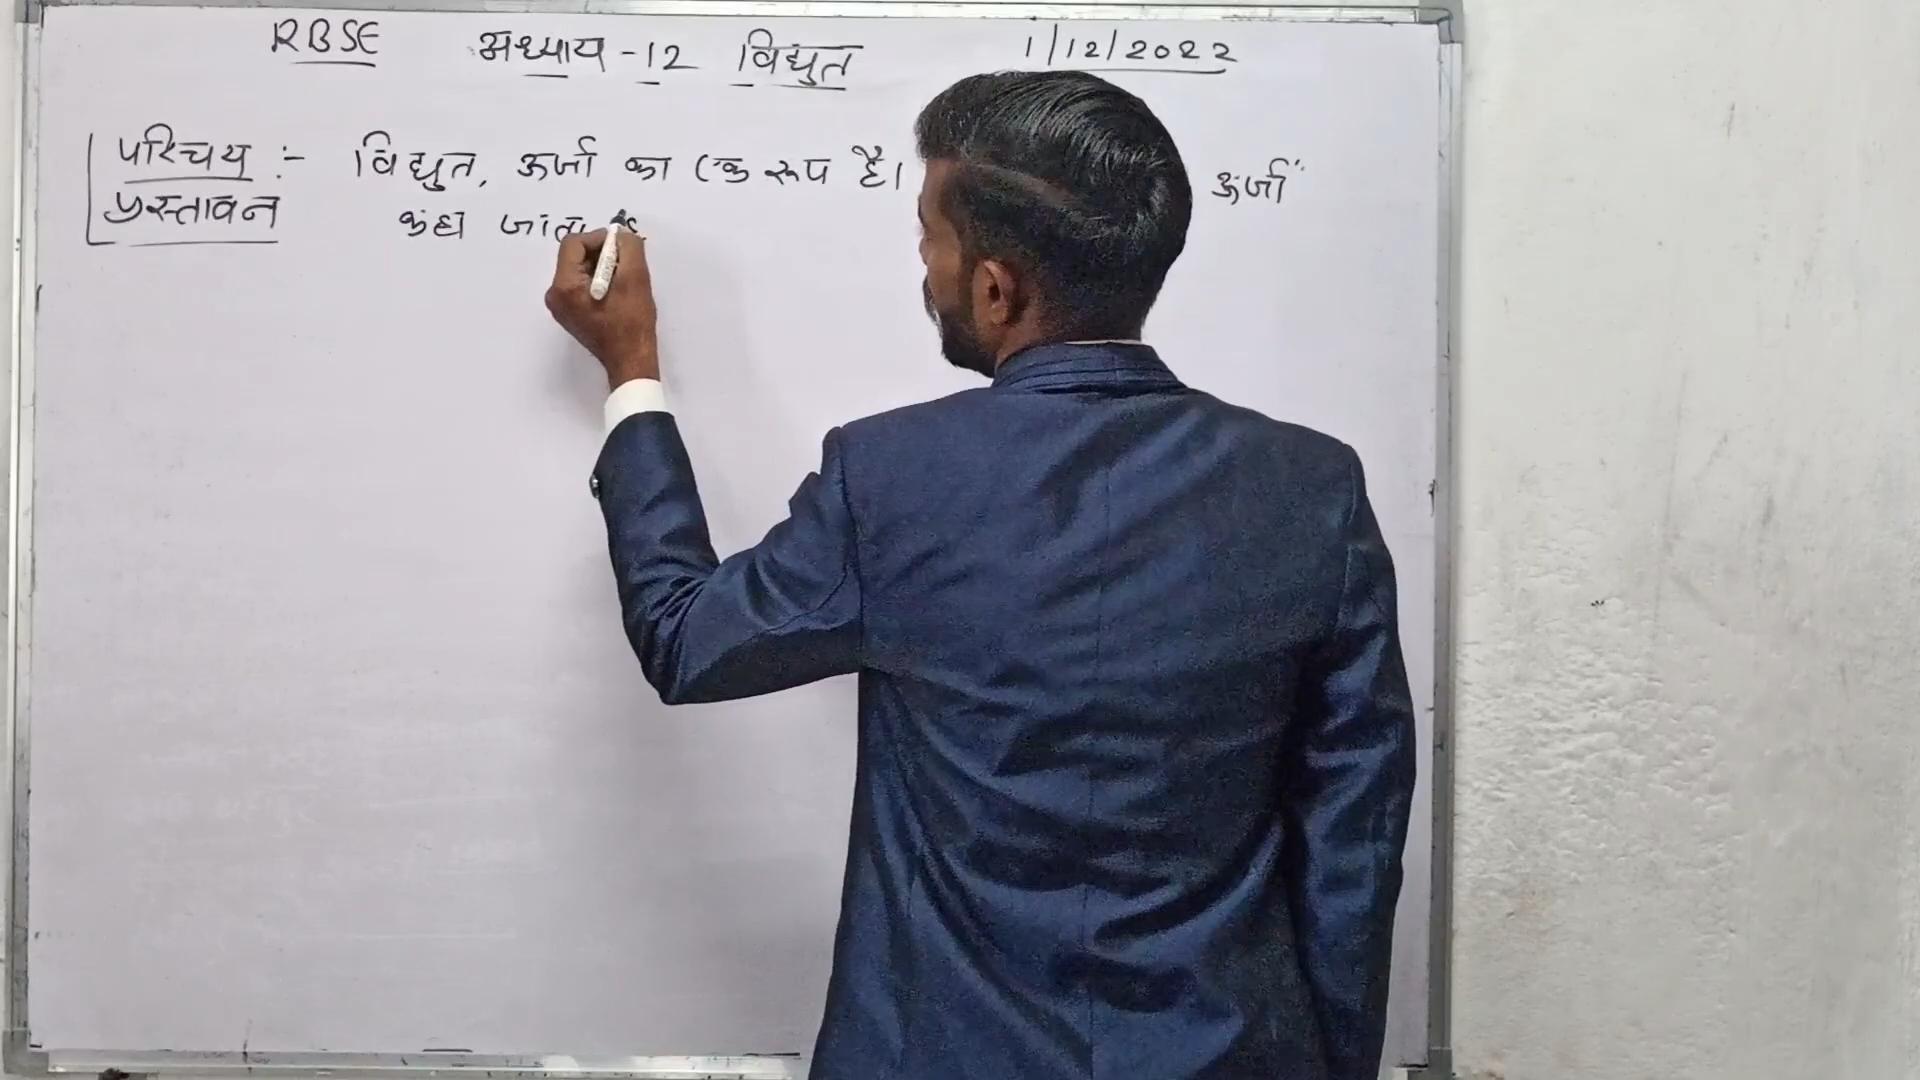 RBSE अध्याय-12 विद्युत 1/12/2022
परिचय :- विद्युत, ऊर्जा का एक रूप है। ऊर्जा"
प्रस्तावन कहा जाता